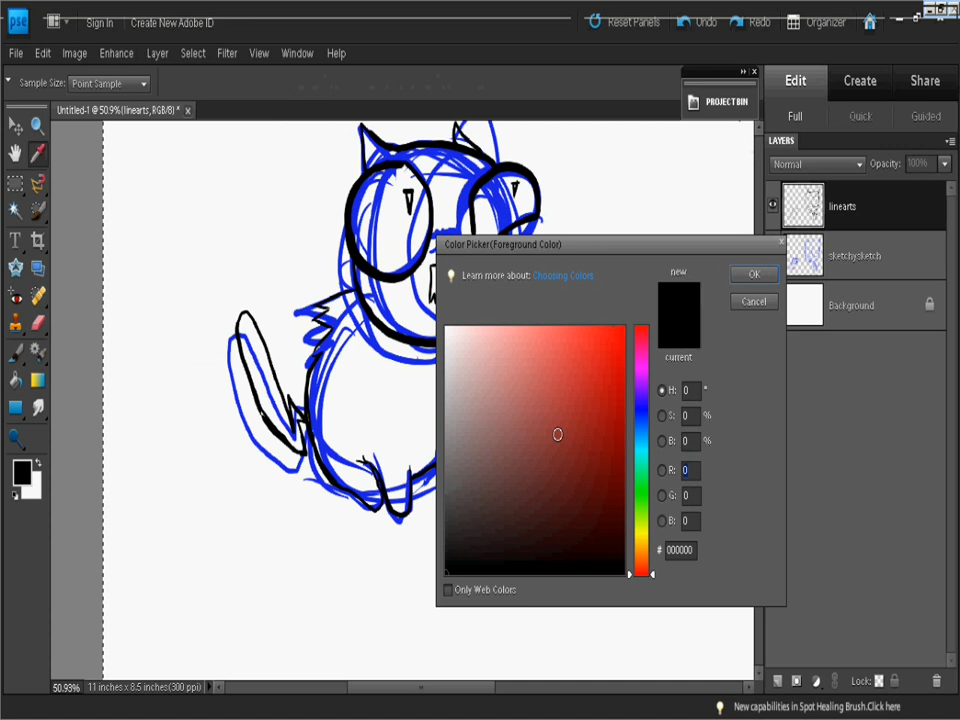 pse Sign In Create New Adobe ID Reset Panels Undo Redo Organizer
File Edit Image Enhance Layer Select Filter View Window Help
Sample Size: Point Sample
PROJECT BIN
Edit Create Share
Full Quick Guided
Untitled-1 @ 50.9% (linearts, RGB/8) * x
LAYERS
Normal Opacity: 100%
linearts
sketchysketch
Background
Color Picker (Foreground Color)
Learn more about: Choosing Colors
new
current
OK
Cancel
H: 0 °
S: 0 %
B: 0 %
R: 0
G: 0
B: 0
# 000000
Only Web Colors
50.93% 11 inches x 8.5 inches (300 ppi)
Lock:
New capabilities in Spot Healing Brush.Click here